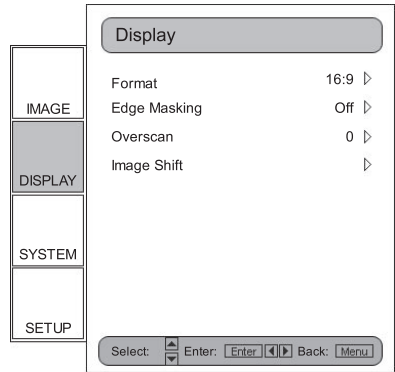 Display
Format 16:9
Edge Masking Off
Overscan 0
Image Shift
IMAGE
DISPLAY
SYSTEM
SETUP
Select: Enter: Enter Back: Menu